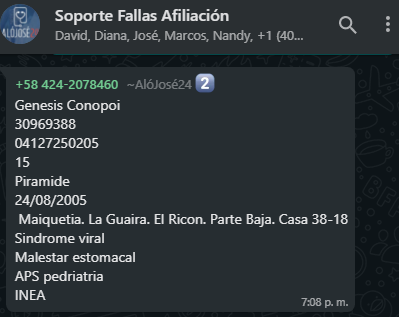 Soporte Fallas Afiliación
David, Diana, José, Marcos, Nandy, +1 (40...
ALÓJOSÉ24
+58 424-2078460 ~AlóJosé24 2
Genesis Conopoi
30969388
04127250205
15
Piramide
24/08/2005
Maiquetia. La Guaira. El Ricon. Parte Baja. Casa 38-18
Sindrome viral
Malestar estomacal
APS pedriatria
INEA
7:08 p. m.